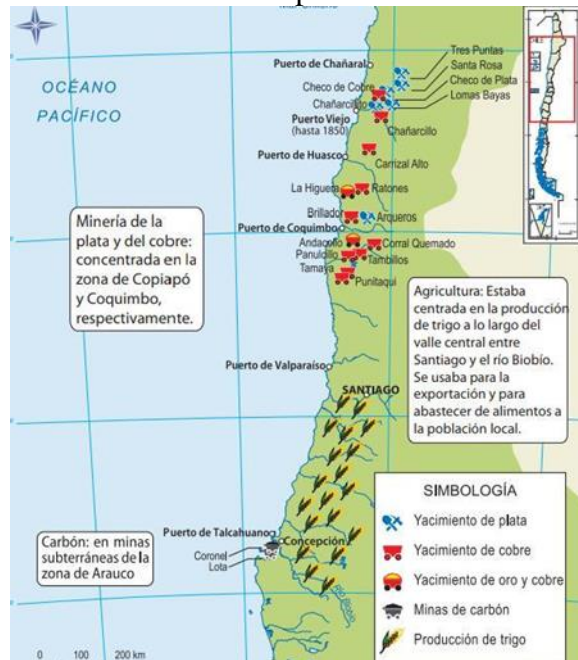 OCÉANO
PACÍFICO
Puerto de Chañaral
Tres Puntas
Santa Rosa
Checo de Plata
Lomas Bayas
Checo de Cobre
Chañarcillo
Puerto Viejo
(hasta 1850)
Chañarcillo
Puerto de Huasco
Carrizal Alto
La Higuera
Ratones
Brillador
Arqueros
Puerto de Coquimbo
Andacollo
Corral Quemado
Panulcillo
Tambillos
Tamaya
Punitaqui
Minería de la
plata y del cobre:
concentrada en la
zona de Copiapó
y Coquimbo,
respectivamente.
Agricultura: Estaba
centrada en la producción
de trigo a lo largo del
valle central entre
Santiago y el río Biobío.
Se usaba para la
exportación y para
abastecer de alimentos a
la población local.
Puerto de Valparaíso
SANTIAGO
Puerto de Talcahuano
Concepción
Coronel
Lota
Río Biobío
Carbón: en minas
subterráneas de la
zona de Arauco
SIMBOLOGÍA
Yacimiento de plata
Yacimiento de cobre
Yacimiento de oro y cobre
Minas de carbón
Producción de trigo
0 100 200 km